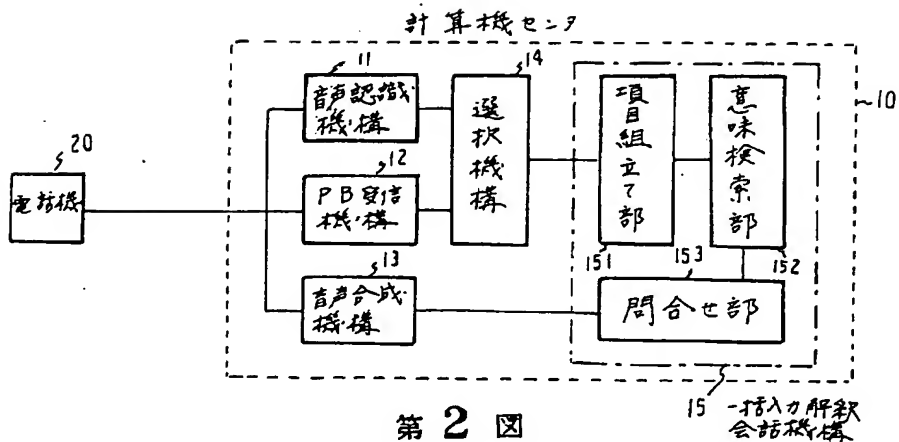 計算機センタ
10
20
電話機
11
音声認識
機構
12
PB受信
機構
13
音声合成
機構
14
選択機構
項目組立て部
151
意味検索部
152
153
問合せ部
15 一括入力解釈
会話機構
第2図